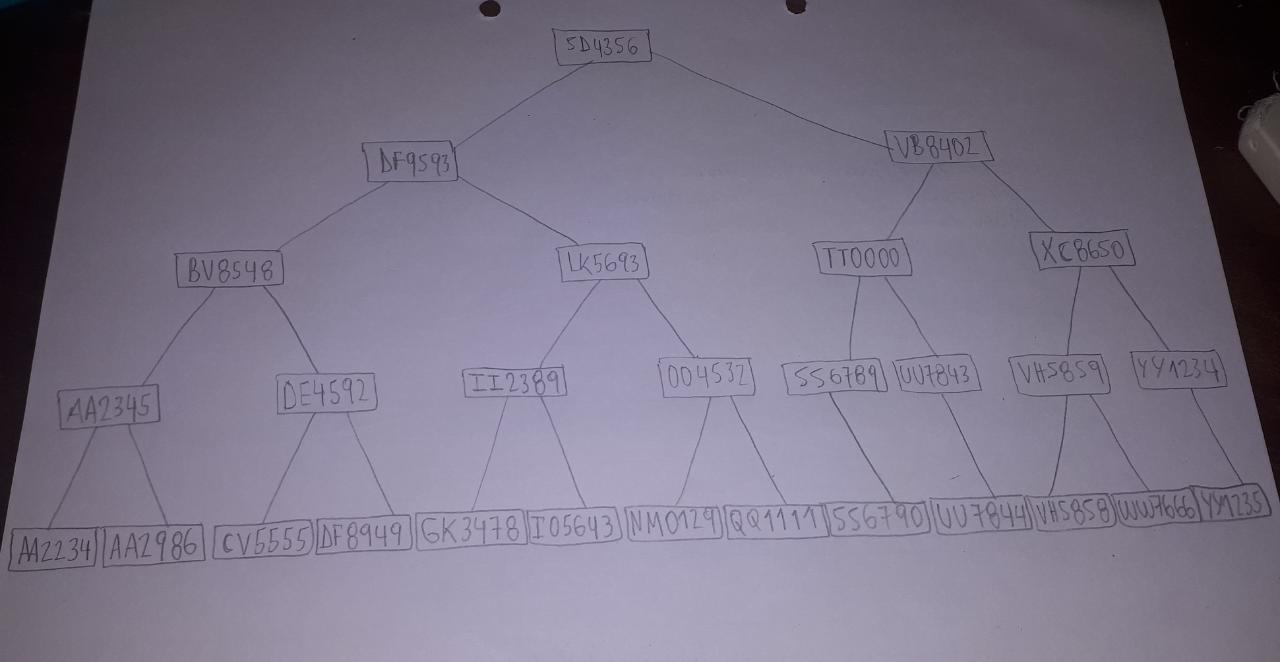 SD4356
DF9593 VB8402
BV8548 LK5693 TT0000 XC8650
AA2345 DE4592 II2389 OO4532 SS6789 UU7843 VH5859 YY1234
AA2234 AA2986 CV5555 DF8949 GK3478 IO5643 NM0129 QQ1111 SS6790 UU7844 VH5858 WW7666 YY1235